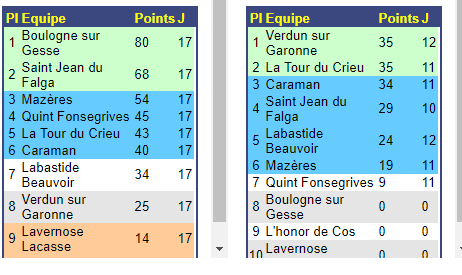 Pl Equipe Points J
1 Boulogne sur Gesse 80 17
2 Saint Jean du Falga 68 17
3 Mazères 54 17
4 Quint Fonsegrives 45 17
5 La Tour du Crieu 43 17
6 Caraman 40 17
7 Labastide Beauvoir 34 17
8 Verdun sur Garonne 25 17
9 Lavernose Lacasse 14 17
Pl Equipe Points J
1 Verdun sur Garonne 35 12
2 La Tour du Crieu 35 11
3 Caraman 34 11
4 Saint Jean du Falga 29 10
5 Labastide Beauvoir 24 12
6 Mazères 19 11
7 Quint Fonsegrives 9 11
8 Boulogne sur Gesse 0 0
9 L'honor de Cos 0 0
10 Lavernose 0 0